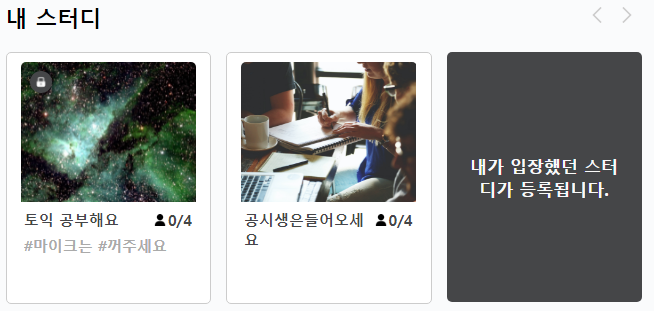 내 스터디
토익 공부해요 0/4
#마이크는 #꺼주세요
공시생은들어오세
요
0/4
내가 입장했던 스터
디가 등록됩니다.